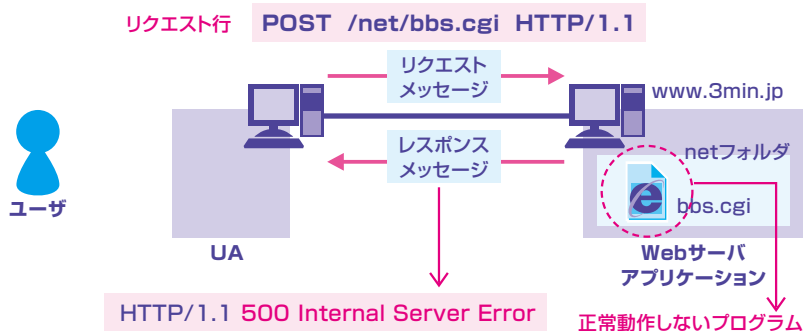 リクエスト行 POST /net/bbs.cgi HTTP/1.1
リクエスト
メッセージ
www.3min.jp
レスポンス
メッセージ
netフォルダ
bbs.cgi
ユーザ
UA
Webサーバ
アプリケーション
HTTP/1.1 500 Internal Server Error
正常動作しないプログラム